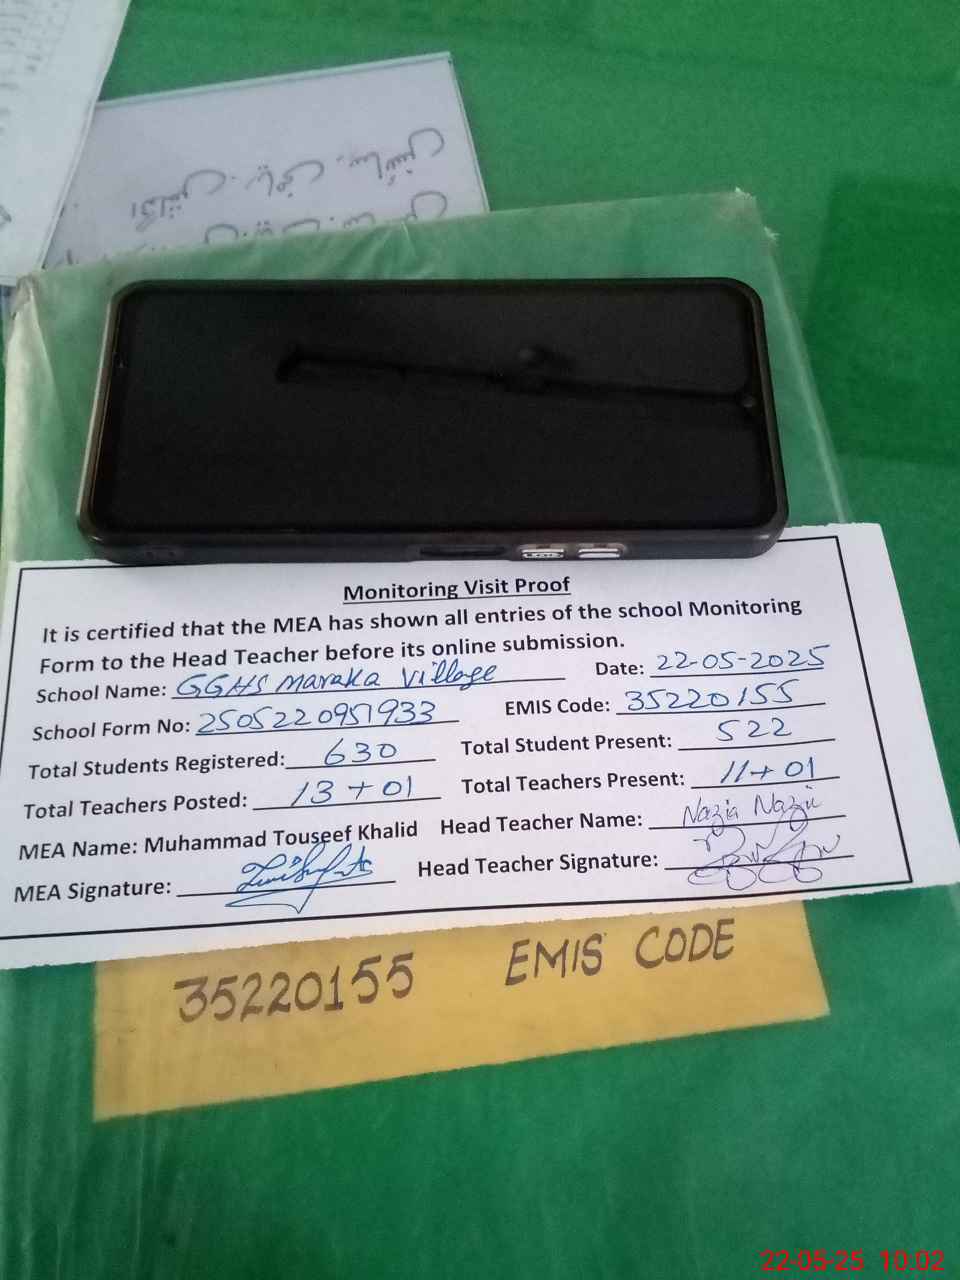 Monitoring Visit Proof
It is certified that the MEA has shown all entries of the school Monitoring
Form to the Head Teacher before its online submission.
School Name: GGHS Maraka Village Date: 22-05-2025
School Form No: 2505220951933 EMIS Code: 35220155
Total Students Registered: 630 Total Student Present: 522
Total Teachers Posted: 13 + 01 Total Teachers Present: 11 + 01
MEA Name: Muhammad Touseef Khalid Head Teacher Name: Nazia Nazir
MEA Signature: Head Teacher Signature:
35220155 EMIS CODE
22-05-25 10:02